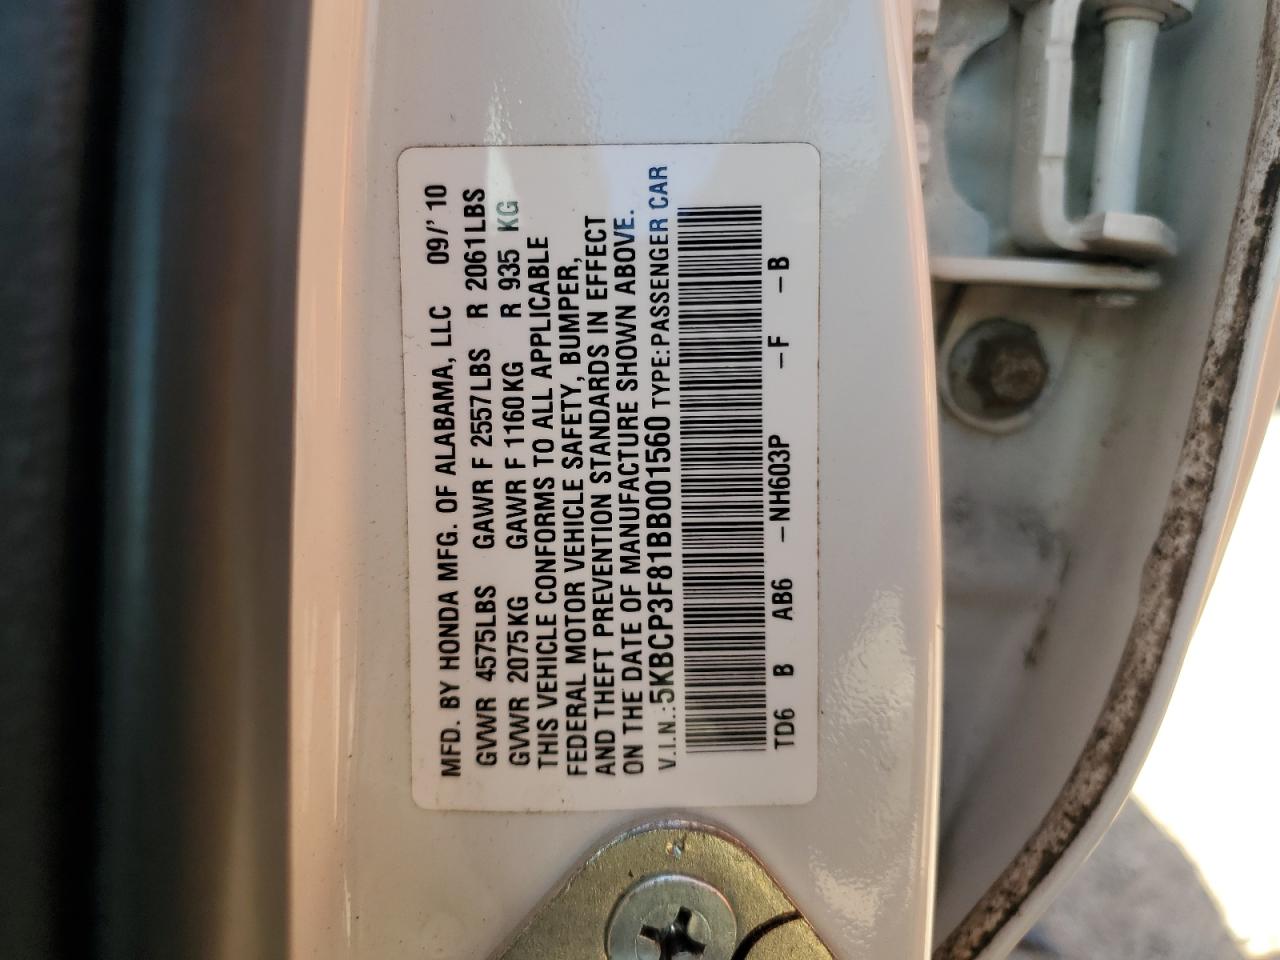 MFD. BY HONDA MFG. OF ALABAMA, LLC 09/' 10
GVWR 4575LBS GAWR F 2557LBS R 2061LBS
GVWR 2075KG GAWR F 1160KG R 935 KG
THIS VEHICLE CONFORMS TO ALL APPLICABLE
FEDERAL MOTOR VEHICLE SAFETY, BUMPER,
AND THEFT PREVENTION STANDARDS IN EFFECT
ON THE DATE OF MANUFACTURE SHOWN ABOVE.
V.I.N.:5KBCP3F81BB001560 TYPE:PASSENGER CAR
TD6 B AB6 -NH603P -F -B